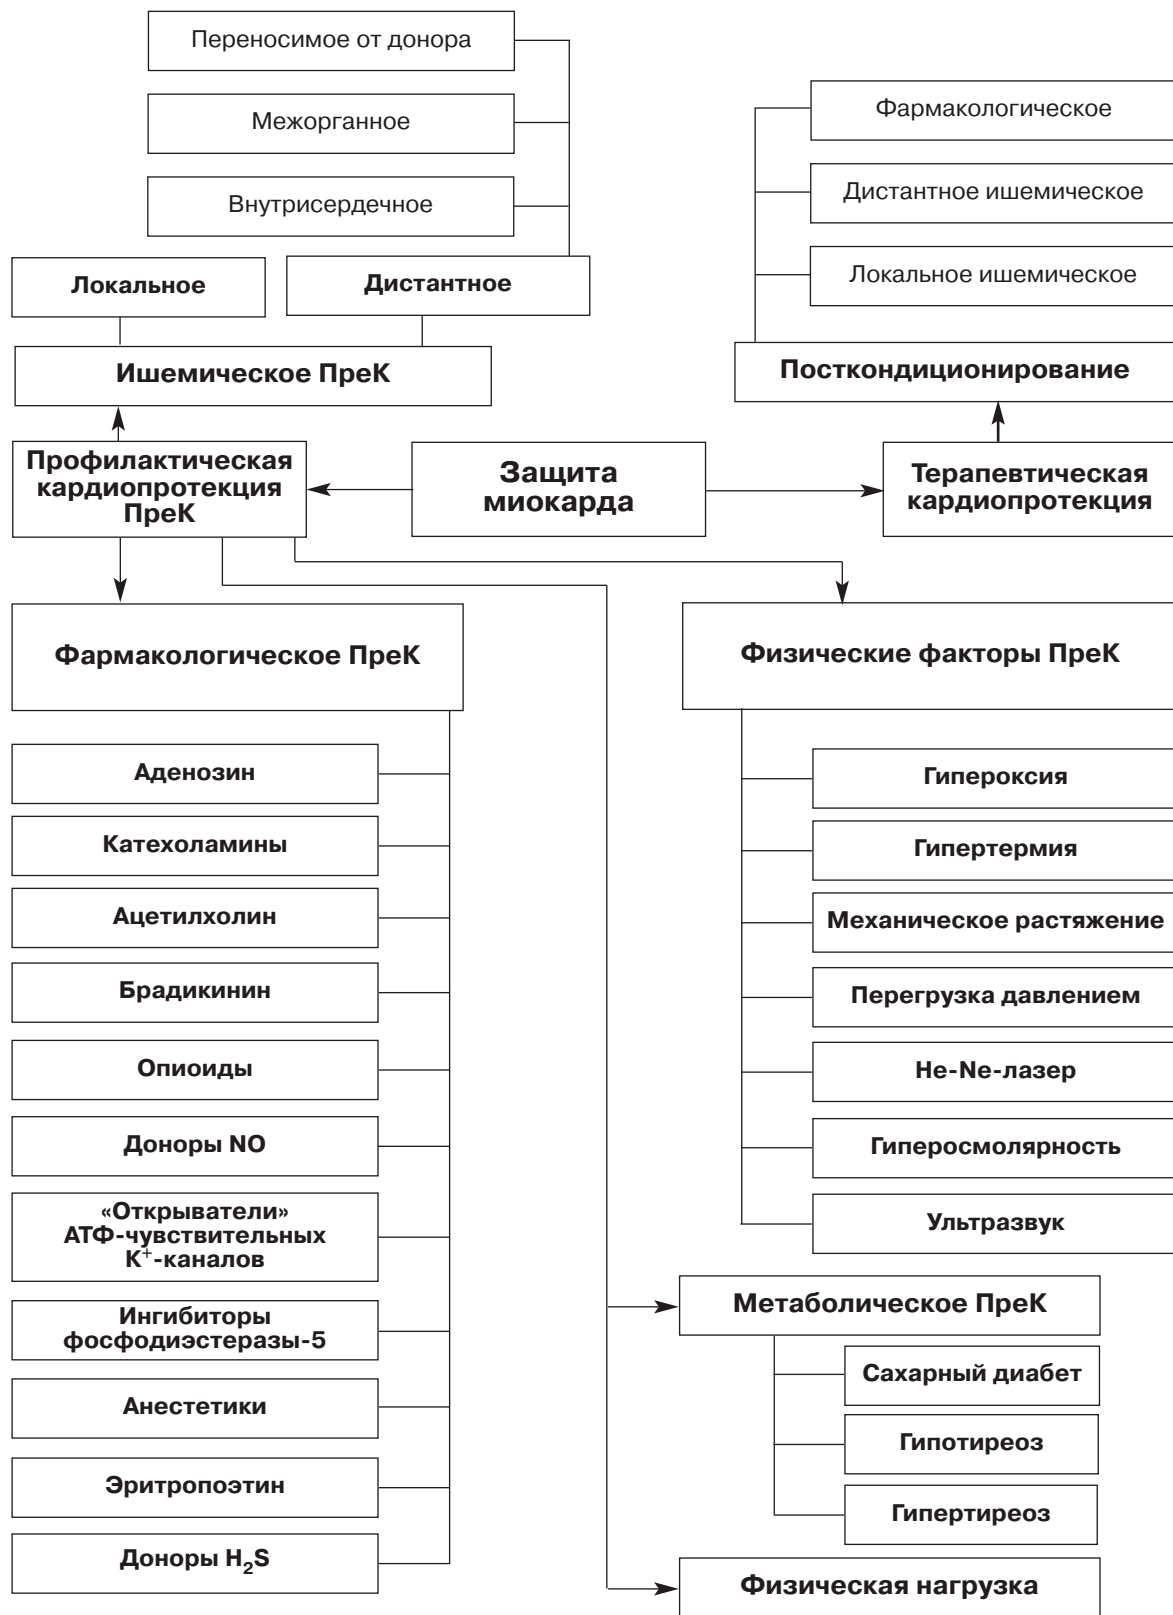 Переносимое от донора
Межорганное
Внутрисердечное
Локальное
Дистантное
Ишемическое ПреК
Фармакологическое
Дистантное ишемическое
Локальное ишемическое
Посткондиционирование
Профилактическая
кардиопротекция
ПреК
Защита
миокарда
Терапевтическая
кардиопротекция
Фармакологическое ПреК
Аденозин
Катехоламины
Ацетилхолин
Брадикинин
Опиоиды
Доноры NO
«Открыватели»
АТФ-чувствительных
К⁺-каналов
Ингибиторы
фосфодиэстеразы-5
Анестетики
Эритропоэтин
Доноры H₂S
Физические факторы ПреК
Гипероксия
Гипертермия
Механическое растяжение
Перегрузка давлением
He-Ne-лазер
Гиперосмолярность
Ультразвук
Метаболическое ПреК
Сахарный диабет
Гипотиреоз
Гипертиреоз
Физическая нагрузка